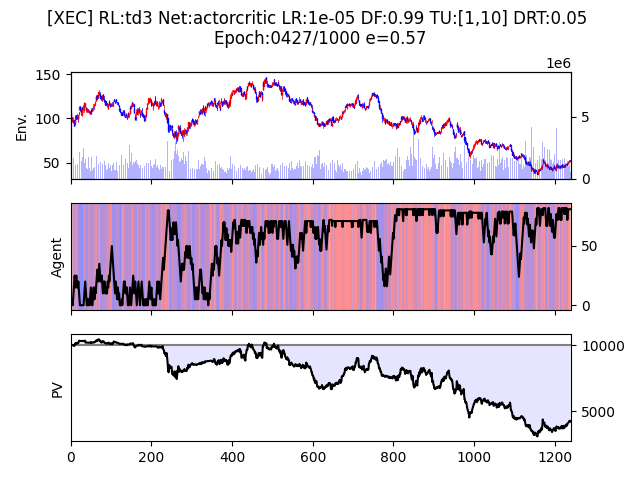 [XEC] RL:td3 Net:actorcritic LR:1e-05 DF:0.99 TU:[1,10] DRT:0.05
Epoch:0427/1000 e=0.57
1e6
150
100
50
Env.
5
0
Agent
50
0
PV
10000
5000
0 200 400 600 800 1000 1200